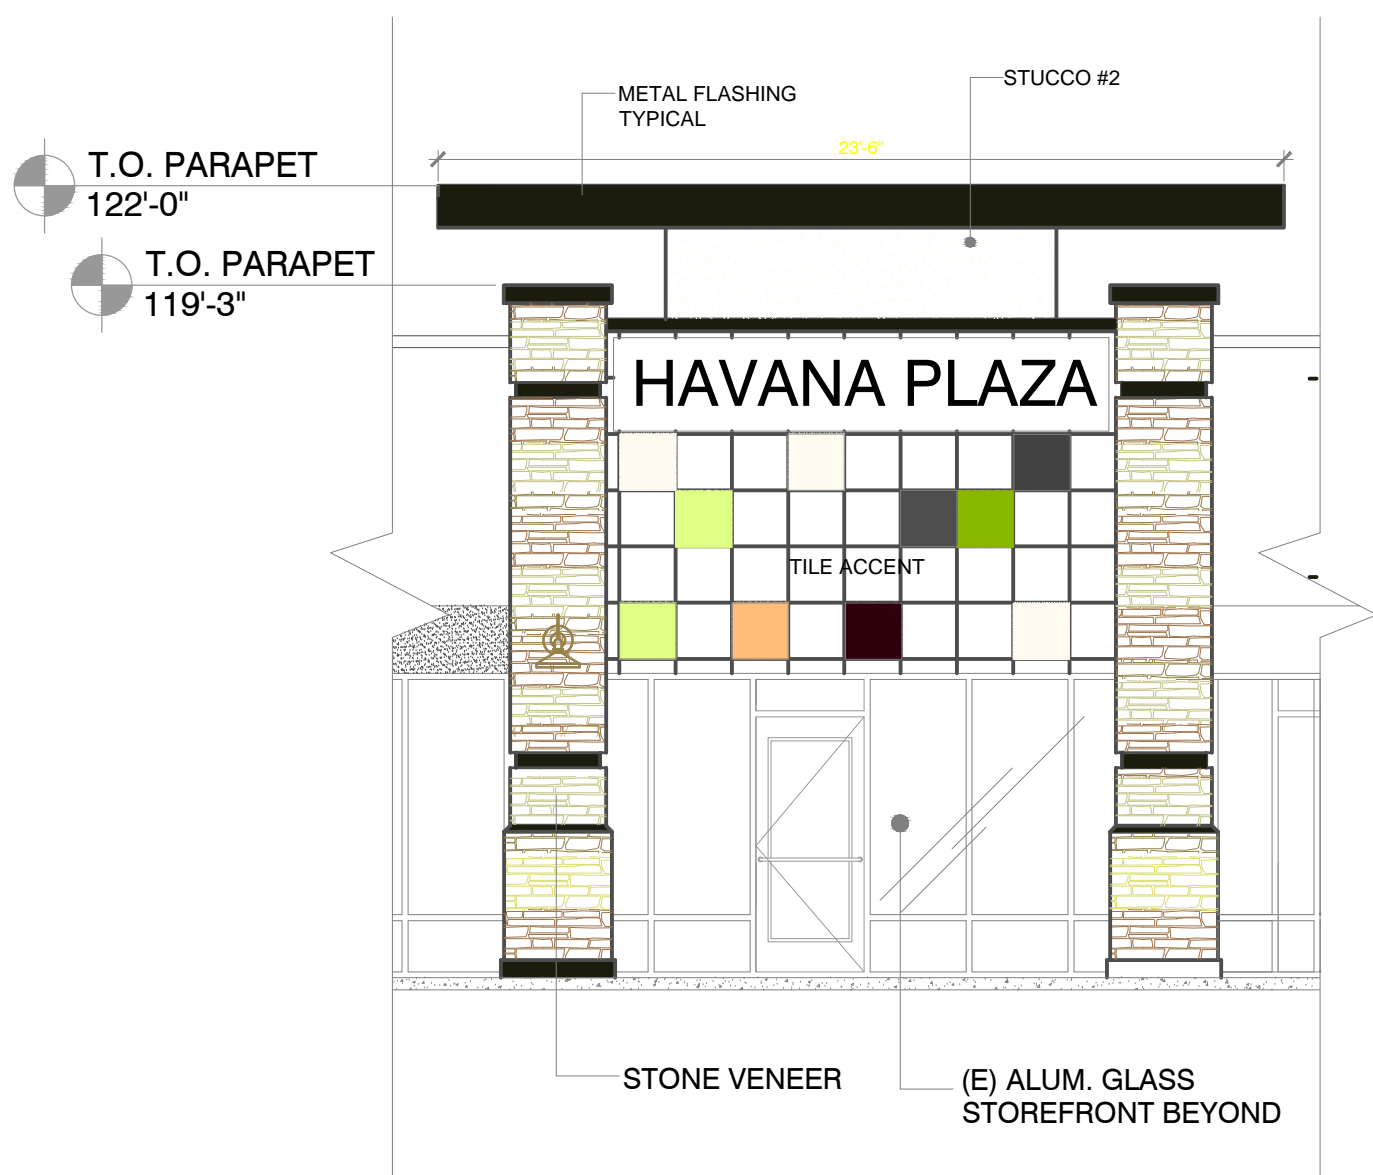 STUCCO #2
METAL FLASHING
TYPICAL
23'-6"
T.O. PARAPET
122'-0"
T.O. PARAPET
119'-3"
HAVANA PLAZA
TILE ACCENT
STONE VENEER
(E) ALUM. GLASS
STOREFRONT BEYOND